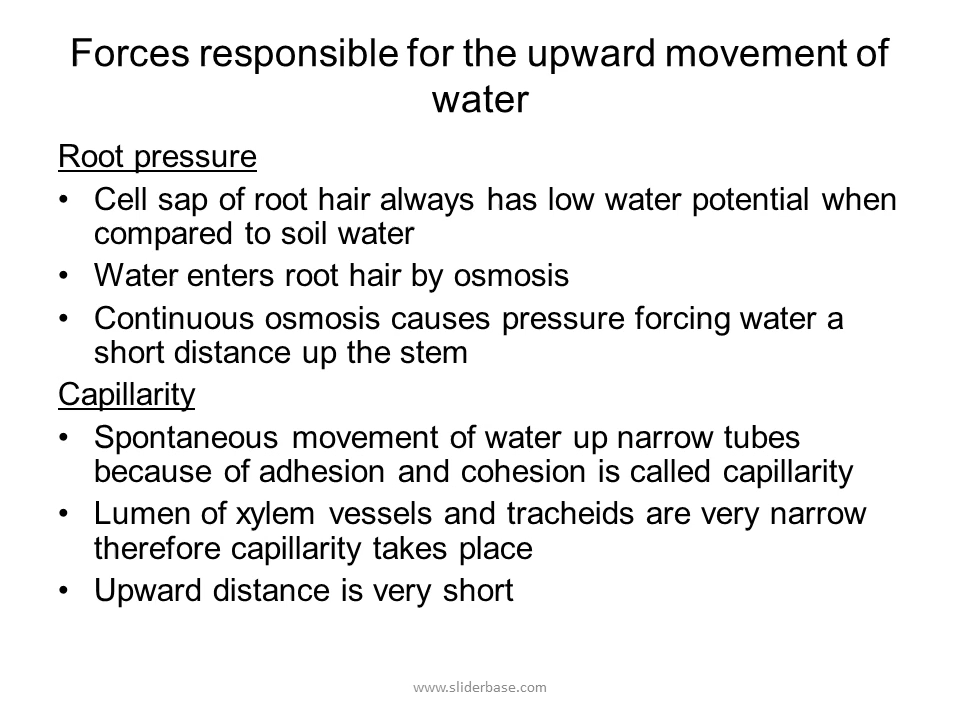 Forces responsible for the upward movement of
water
Root pressure
• Cell sap of root hair always has low water potential when
compared to soil water
• Water enters root hair by osmosis
• Continuous osmosis causes pressure forcing water a
short distance up the stem
Capillarity
• Spontaneous movement of water up narrow tubes
because of adhesion and cohesion is called capillarity
• Lumen of xylem vessels and tracheids are very narrow
therefore capillarity takes place
• Upward distance is very short
www.sliderbase.com